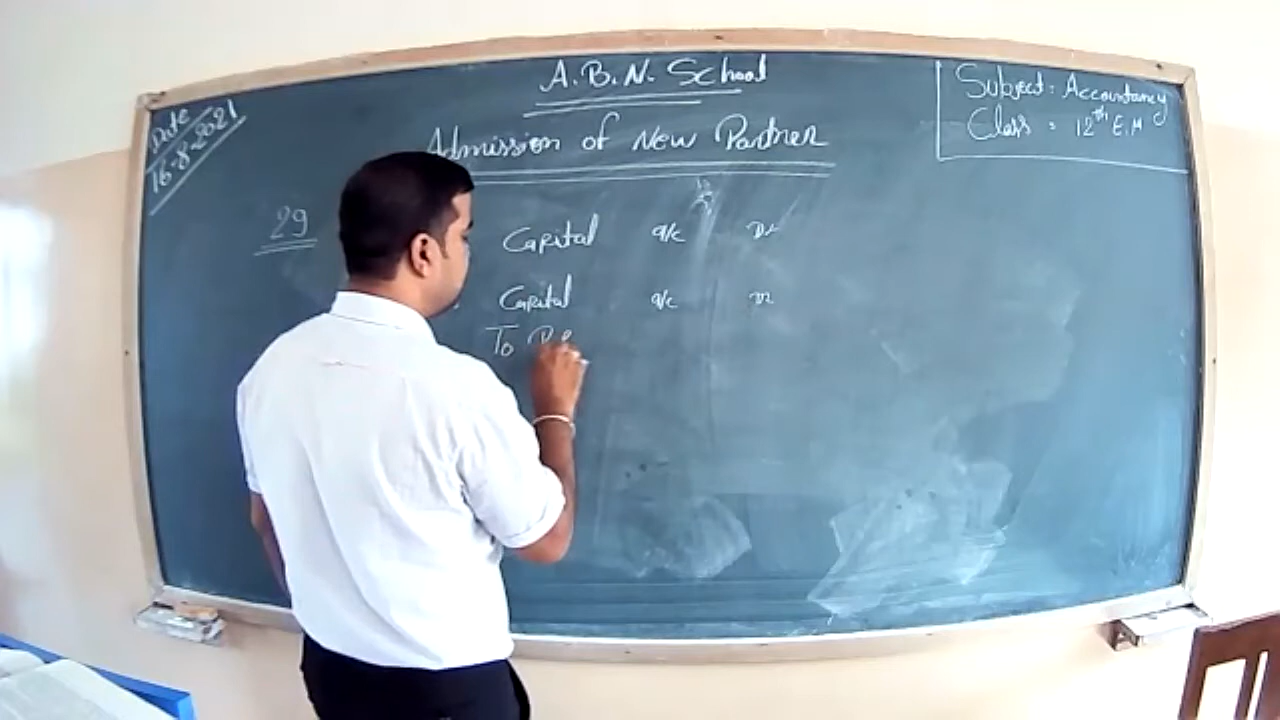 A.B.N. School
Subject: Accountancy
Class : 12th E.M
Date
16-8-2021
Admission of New Partner
29
Capital a/c Dr
Capital a/c Dr
To